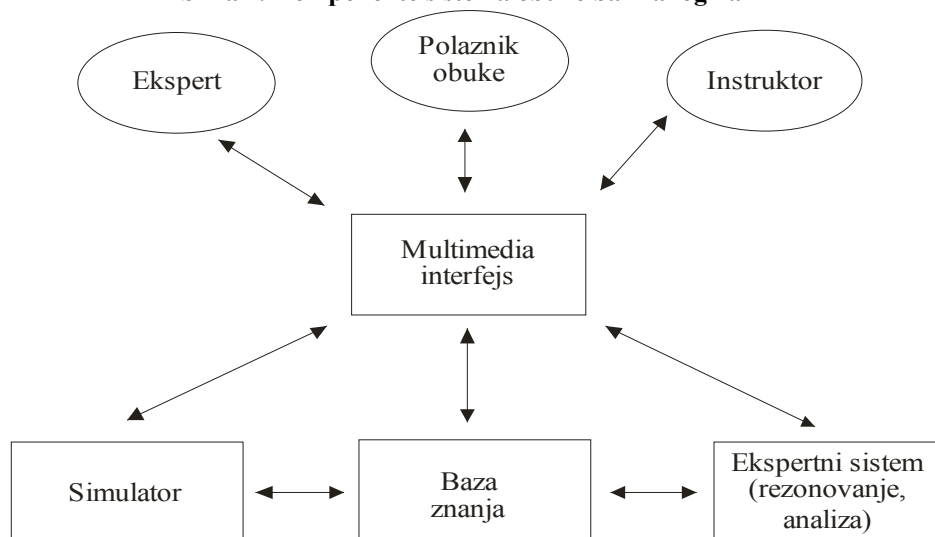 Ekspert
Polaznik
obuke
Instruktor
Multimedia
interfejs
Simulator
Baza
znanja
Ekspertni sistem
(rezonovanje,
analiza)